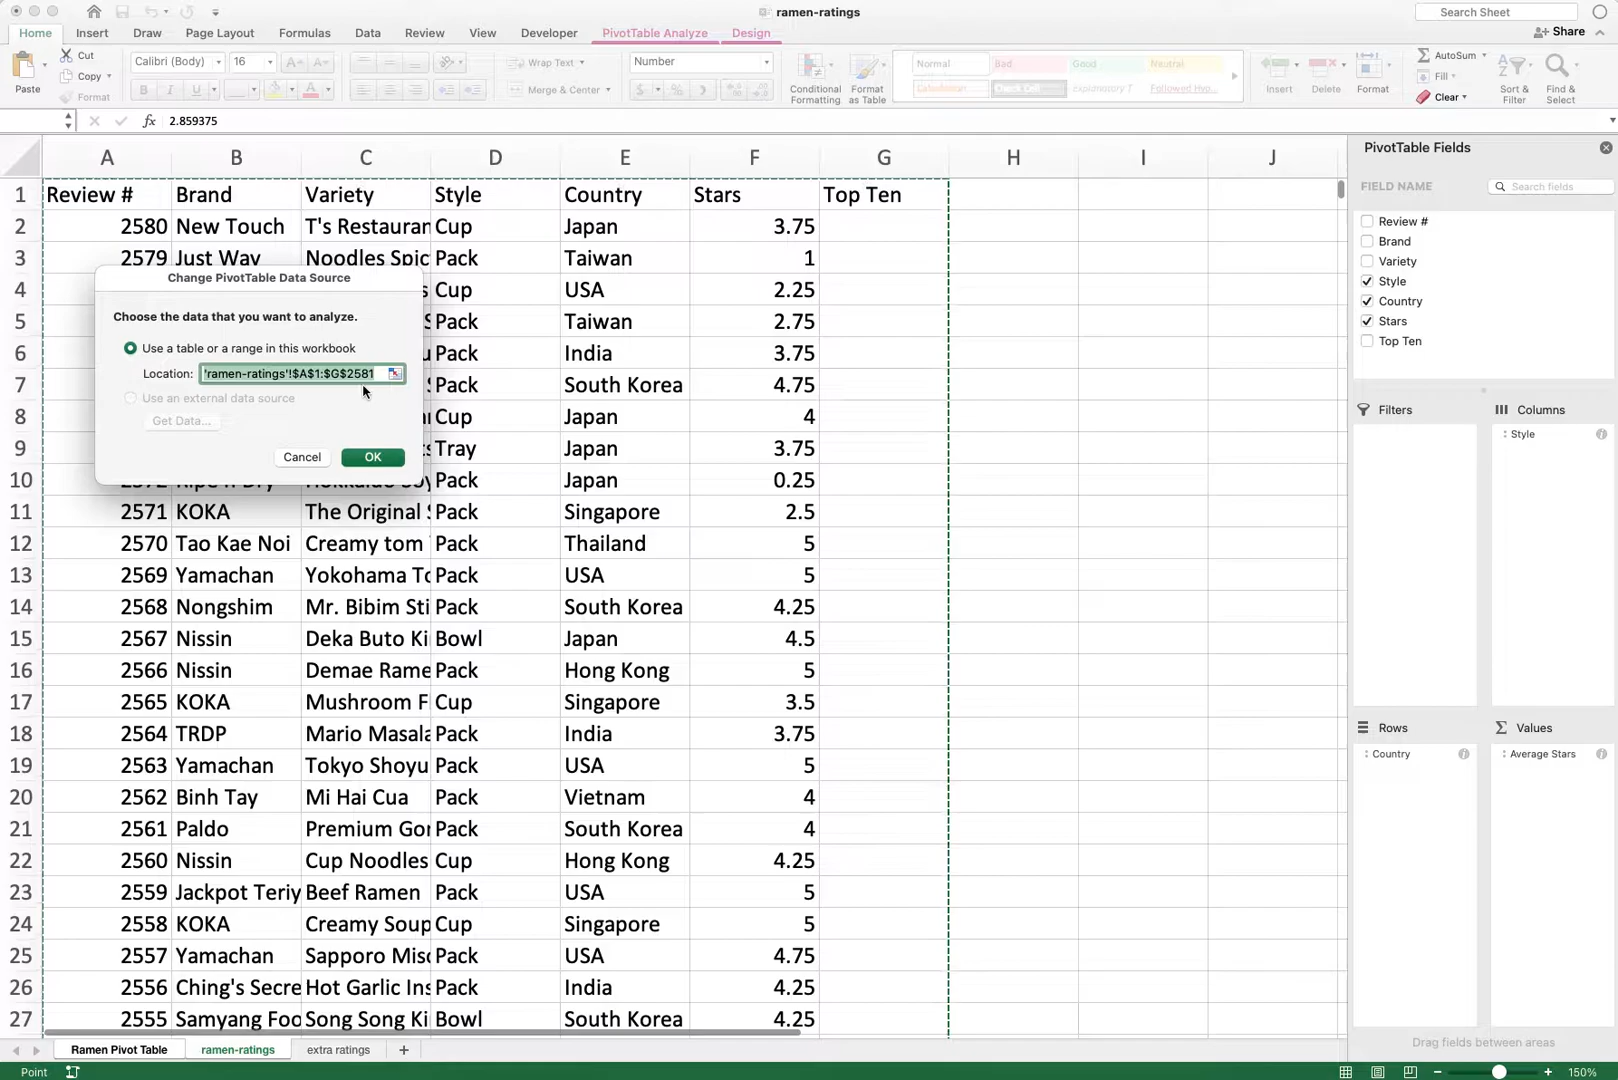 ramen-ratings
Search Sheet
Home Insert Draw Page Layout Formulas Data Review View Developer PivotTable Analyze Design
Share
Paste
Cut
Copy
Format
Calibri (Body) 16
B I U
Wrap Text
Merge & Center
Number
Conditional Formatting
Format as Table
Normal Bad Good Neutral
Calculation Check Cell Explanatory T Followed Hyp...
Insert Delete Format
AutoSum
Fill
Clear
Sort & Filter
Find & Select
fx 2.859375
A B C D E F G H I J
1 Review # Brand Variety Style Country Stars Top Ten
2 2580 New Touch T's Restauran Cup Japan 3.75
3 2579 Just Way Noodles Spic Pack Taiwan 1
4 Cup USA 2.25
5 Pack Taiwan 2.75
6 Pack India 3.75
7 Pack South Korea 4.75
8 Cup Japan 4
9 Tray Japan 3.75
10 Pack Japan 0.25
11 2571 KOKA The Original S Pack Singapore 2.5
12 2570 Tao Kae Noi Creamy tom Pack Thailand 5
13 2569 Yamachan Yokohama To Pack USA 5
14 2568 Nongshim Mr. Bibim Sti Pack South Korea 4.25
15 2567 Nissin Deka Buto Ki Bowl Japan 4.5
16 2566 Nissin Demae Rame Pack Hong Kong 5
17 2565 KOKA Mushroom F Cup Singapore 3.5
18 2564 TRDP Mario Masala Pack India 3.75
19 2563 Yamachan Tokyo Shoyu Pack USA 5
20 2562 Binh Tay Mi Hai Cua Pack Vietnam 4
21 2561 Paldo Premium Gor Pack South Korea 4
22 2560 Nissin Cup Noodles Cup Hong Kong 4.25
23 2559 Jackpot Teriy Beef Ramen Pack USA 5
24 2558 KOKA Creamy Soup Cup Singapore 5
25 2557 Yamachan Sapporo Miso Pack USA 4.75
26 2556 Ching's Secre Hot Garlic Ins Pack India 4.25
27 2555 Samyang Foo Song Song Ki Bowl South Korea 4.25
Change PivotTable Data Source
Choose the data that you want to analyze.
Use a table or a range in this workbook
Location: 'ramen-ratings'!$A$1:$G$2581
Use an external data source
Get Data...
Cancel OK
PivotTable Fields
FIELD NAME Search fields
Review #
Brand
Variety
Style
Country
Stars
Top Ten
Filters Columns
Style
Rows Values
Country Average Stars
Drag fields between areas
Ramen Pivot Table ramen-ratings extra ratings +
Point
150%